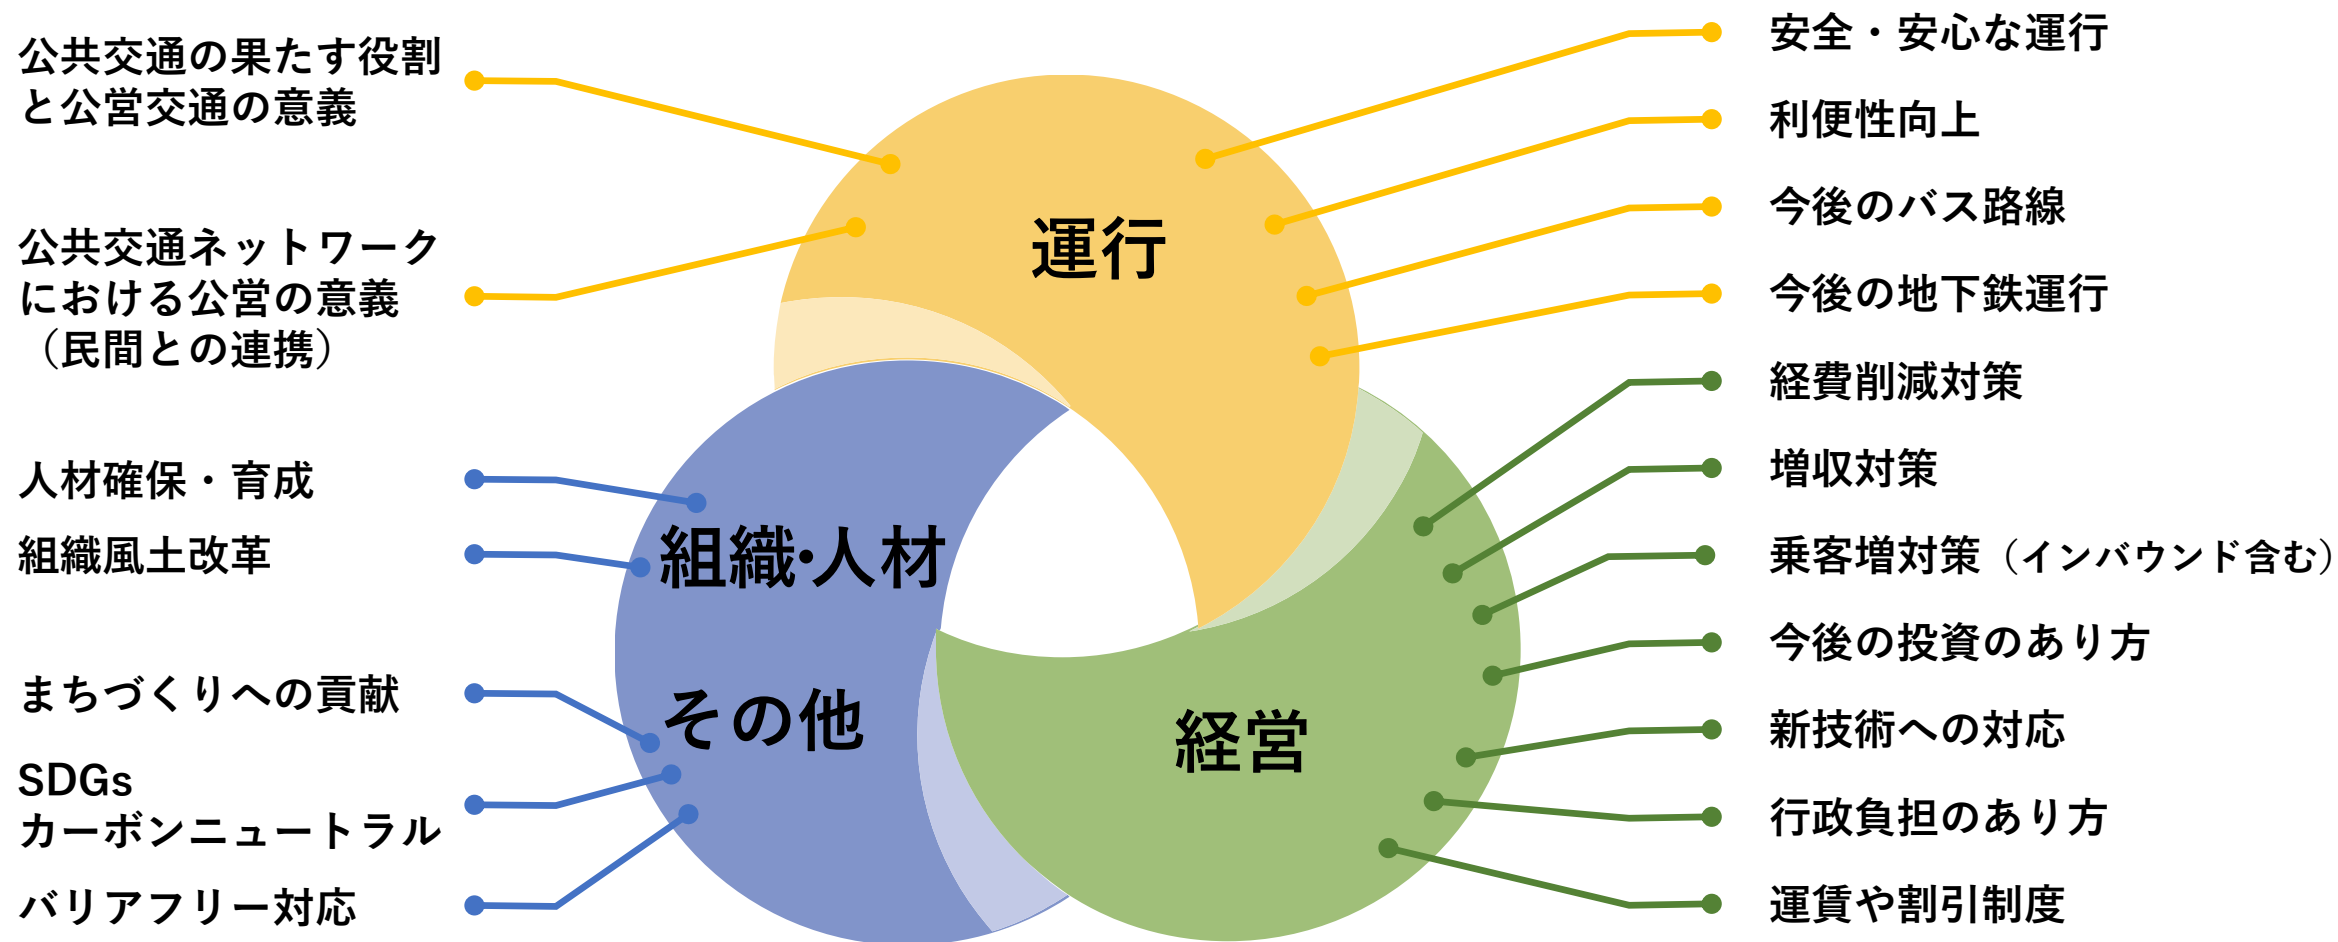 公共交通の果たす役割
と公営交通の意義
公共交通ネットワーク
における公営の意義
（民間との連携）
人材確保・育成
組織風土改革
まちづくりへの貢献
SDGs
カーボンニュートラル
バリアフリー対応
運行
組織・人材
その他
経営
安全・安心な運行
利便性向上
今後のバス路線
今後の地下鉄運行
経費削減対策
増収対策
乗客増対策（インバウンド含む）
今後の投資のあり方
新技術への対応
行政負担のあり方
運賃や割引制度